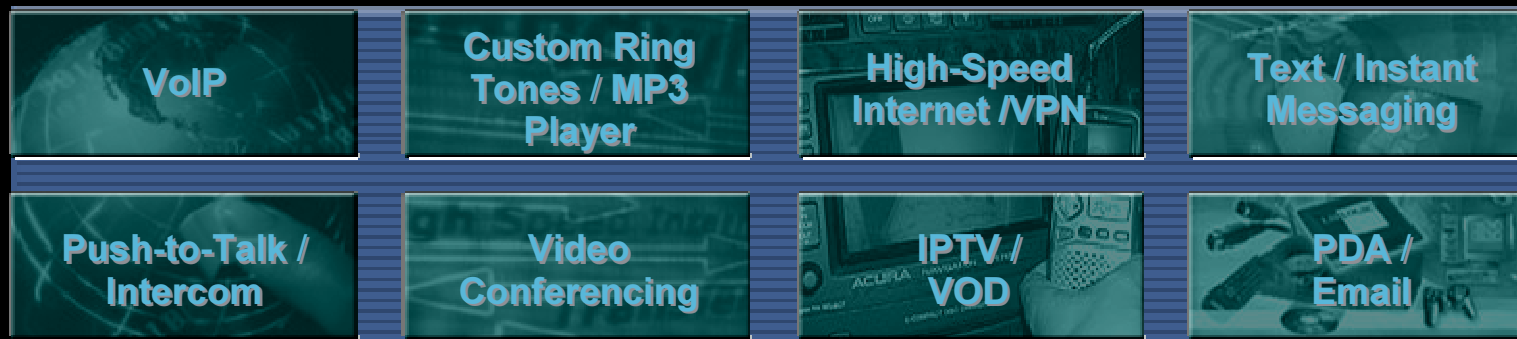 VoIP
Custom Ring
Tones / MP3
Player
High-Speed
Internet /VPN
Text / Instant
Messaging
Push-to-Talk /
Intercom
Video
Conferencing
IPTV /
VOD
ACURA
PDA /
Email